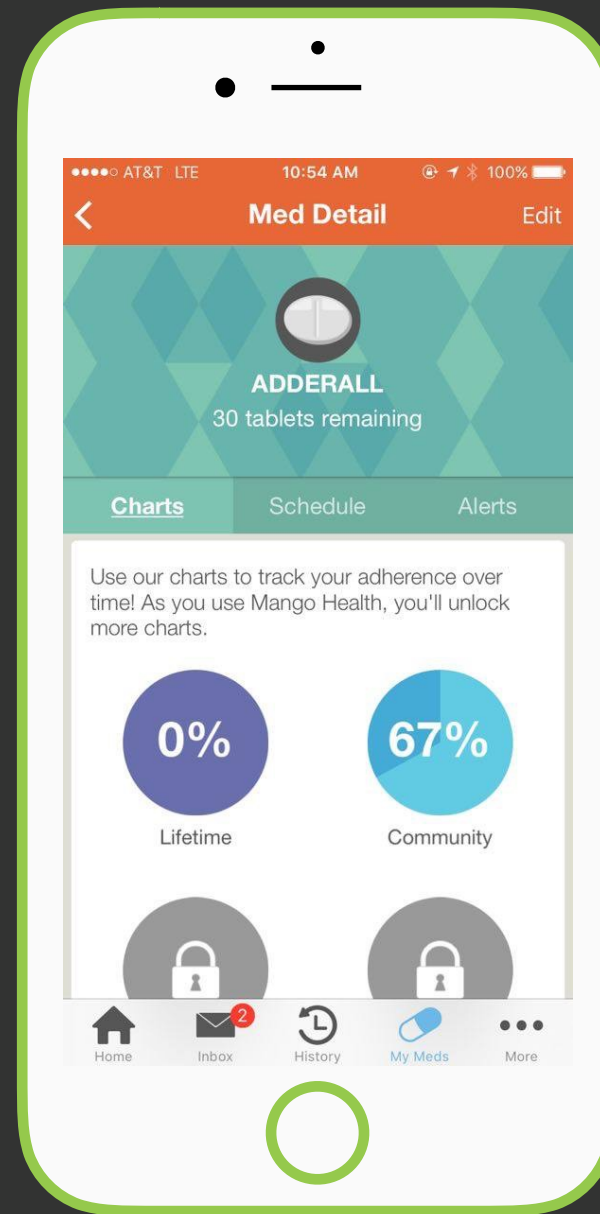 AT&T LTE 10:54 AM 100%
Med Detail Edit
ADDERALL
30 tablets remaining
Charts Schedule Alerts
Use our charts to track your adherence over
time! As you use Mango Health, you'll unlock
more charts.
0% 67%
Lifetime Community
2
Home Inbox History My Meds More